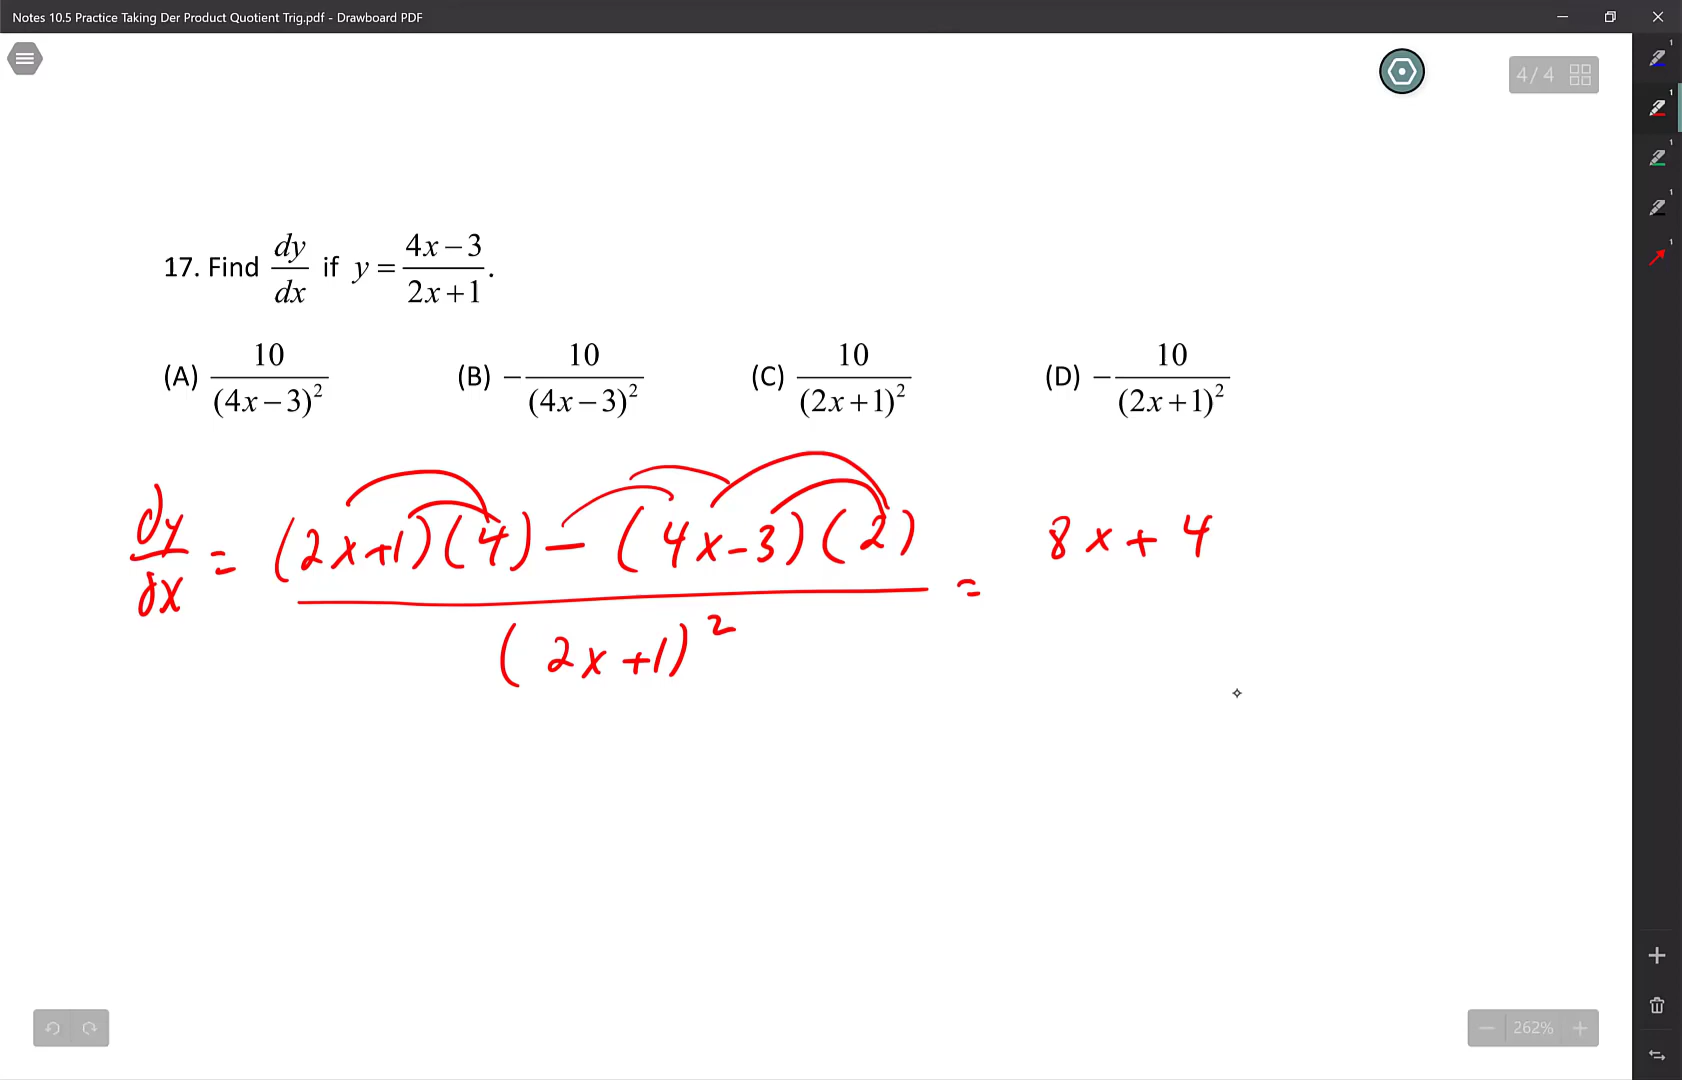 Notes 10.5 Practice Taking Der Product Quotient Trig.pdf - Drawboard PDF
4 / 4
17. Find dy/dx if y = (4x − 3)/(2x + 1).
(A) 10/(4x − 3)² (B) − 10/(4x − 3)² (C) 10/(2x + 1)² (D) − 10/(2x + 1)²
dy/dx = ((2x+1)(4) − (4x−3)(2))/(2x+1)² = 8x + 4
262%